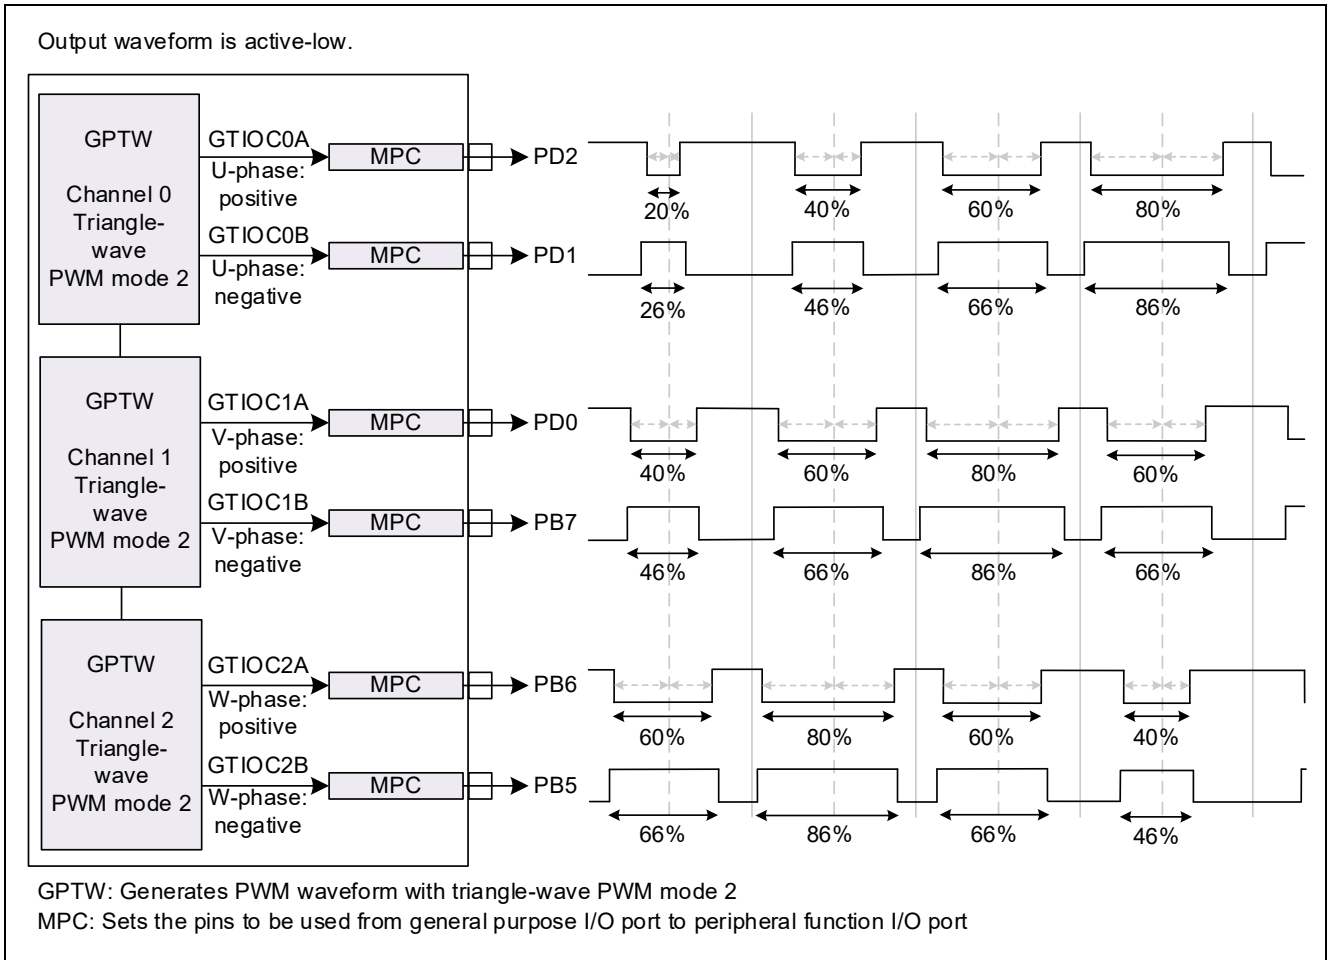 Output waveform is active-low.
GPTW
Channel 0
Triangle-
wave
PWM mode 2
GTIOC0A
U-phase:
positive
MPC
PD2
20%
40%
60%
80%
GTIOC0B
U-phase:
negative
MPC
PD1
26%
46%
66%
86%
GPTW
Channel 1
Triangle-
wave
PWM mode 2
GTIOC1A
V-phase:
positive
MPC
PD0
40%
60%
80%
60%
GTIOC1B
V-phase:
negative
MPC
PB7
46%
66%
86%
66%
GPTW
Channel 2
Triangle-
wave
PWM mode 2
GTIOC2A
W-phase:
positive
MPC
PB6
60%
80%
60%
40%
GTIOC2B
W-phase:
negative
MPC
PB5
66%
86%
66%
46%
GPTW: Generates PWM waveform with triangle-wave PWM mode 2
MPC: Sets the pins to be used from general purpose I/O port to peripheral function I/O port